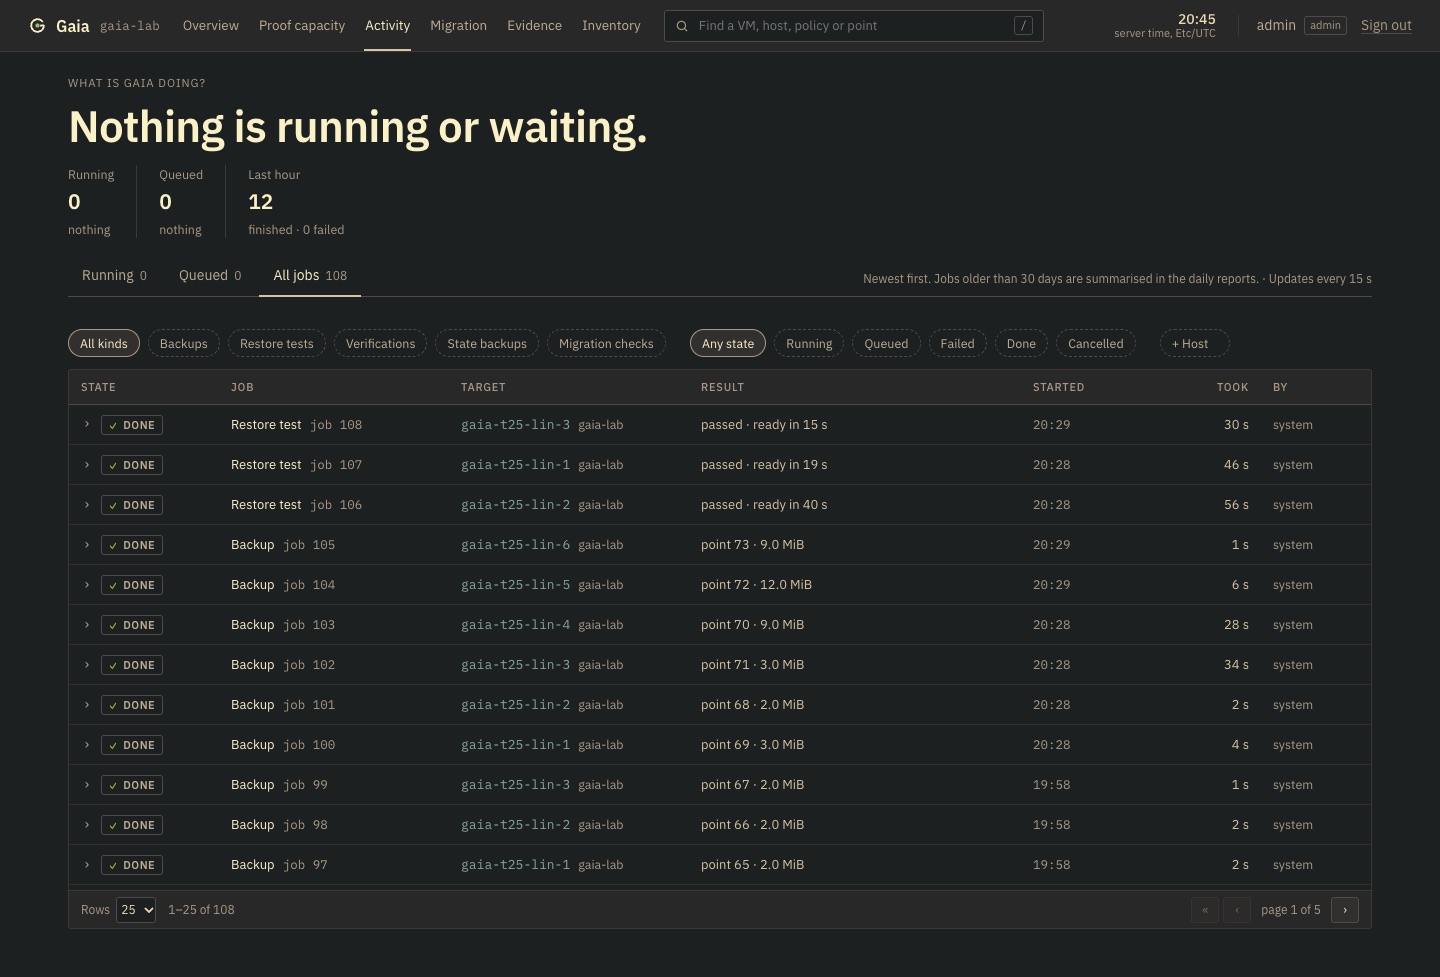 Gaia gaia-lab Overview Proof capacity Activity Migration Evidence Inventory Find a VM, host, policy or point / 20:45 admin admin Sign out
server time, Etc/UTC
WHAT IS GAIA DOING?
Nothing is running or waiting.
Running Queued Last hour
0 0 12
nothing nothing finished · 0 failed
Running 0 Queued 0 All jobs 108 Newest first. Jobs older than 30 days are summarised in the daily reports. · Updates every 15 s
All kinds Backups Restore tests Verifications State backups Migration checks Any state Running Queued Failed Done Cancelled + Host
STATE JOB TARGET RESULT STARTED TOOK BY
› ✓ DONE Restore test job 108 gaia-t25-lin-3 gaia-lab passed · ready in 15 s 20:29 30 s system
› ✓ DONE Restore test job 107 gaia-t25-lin-1 gaia-lab passed · ready in 19 s 20:28 46 s system
› ✓ DONE Restore test job 106 gaia-t25-lin-2 gaia-lab passed · ready in 40 s 20:28 56 s system
› ✓ DONE Backup job 105 gaia-t25-lin-6 gaia-lab point 73 · 9.0 MiB 20:29 1 s system
› ✓ DONE Backup job 104 gaia-t25-lin-5 gaia-lab point 72 · 12.0 MiB 20:29 6 s system
› ✓ DONE Backup job 103 gaia-t25-lin-4 gaia-lab point 70 · 9.0 MiB 20:28 28 s system
› ✓ DONE Backup job 102 gaia-t25-lin-3 gaia-lab point 71 · 3.0 MiB 20:28 34 s system
› ✓ DONE Backup job 101 gaia-t25-lin-2 gaia-lab point 68 · 2.0 MiB 20:28 2 s system
› ✓ DONE Backup job 100 gaia-t25-lin-1 gaia-lab point 69 · 3.0 MiB 20:28 4 s system
› ✓ DONE Backup job 99 gaia-t25-lin-3 gaia-lab point 67 · 2.0 MiB 19:58 1 s system
› ✓ DONE Backup job 98 gaia-t25-lin-2 gaia-lab point 66 · 2.0 MiB 19:58 2 s system
› ✓ DONE Backup job 97 gaia-t25-lin-1 gaia-lab point 65 · 2.0 MiB 19:58 2 s system
Rows 25 1–25 of 108 « ‹ page 1 of 5 ›